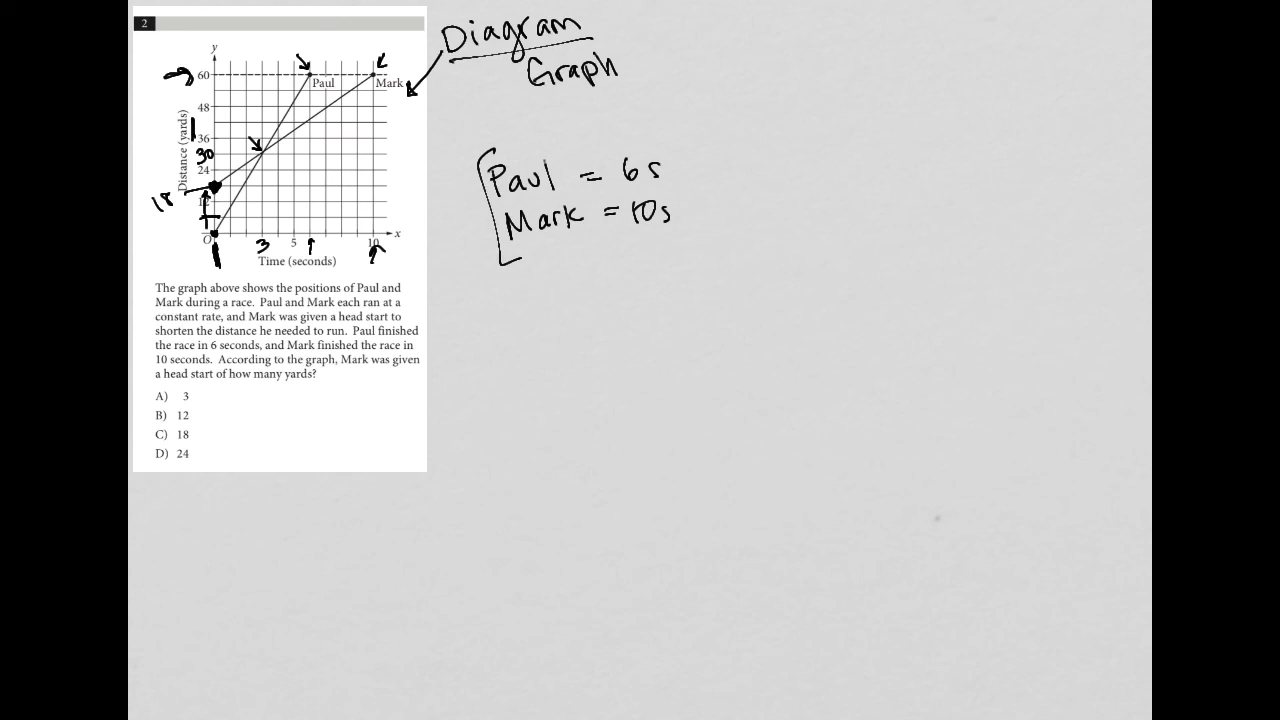 2
Diagram
Graph
y
60
Paul
Mark
48
36
30
24
18
12
Distance (yards)
O
3
5
10
x
Time (seconds)
Paul = 6s
Mark = 10s
The graph above shows the positions of Paul and
Mark during a race. Paul and Mark each ran at a
constant rate, and Mark was given a head start to
shorten the distance he needed to run. Paul finished
the race in 6 seconds, and Mark finished the race in
10 seconds. According to the graph, Mark was given
a head start of how many yards?
A) 3
B) 12
C) 18
D) 24